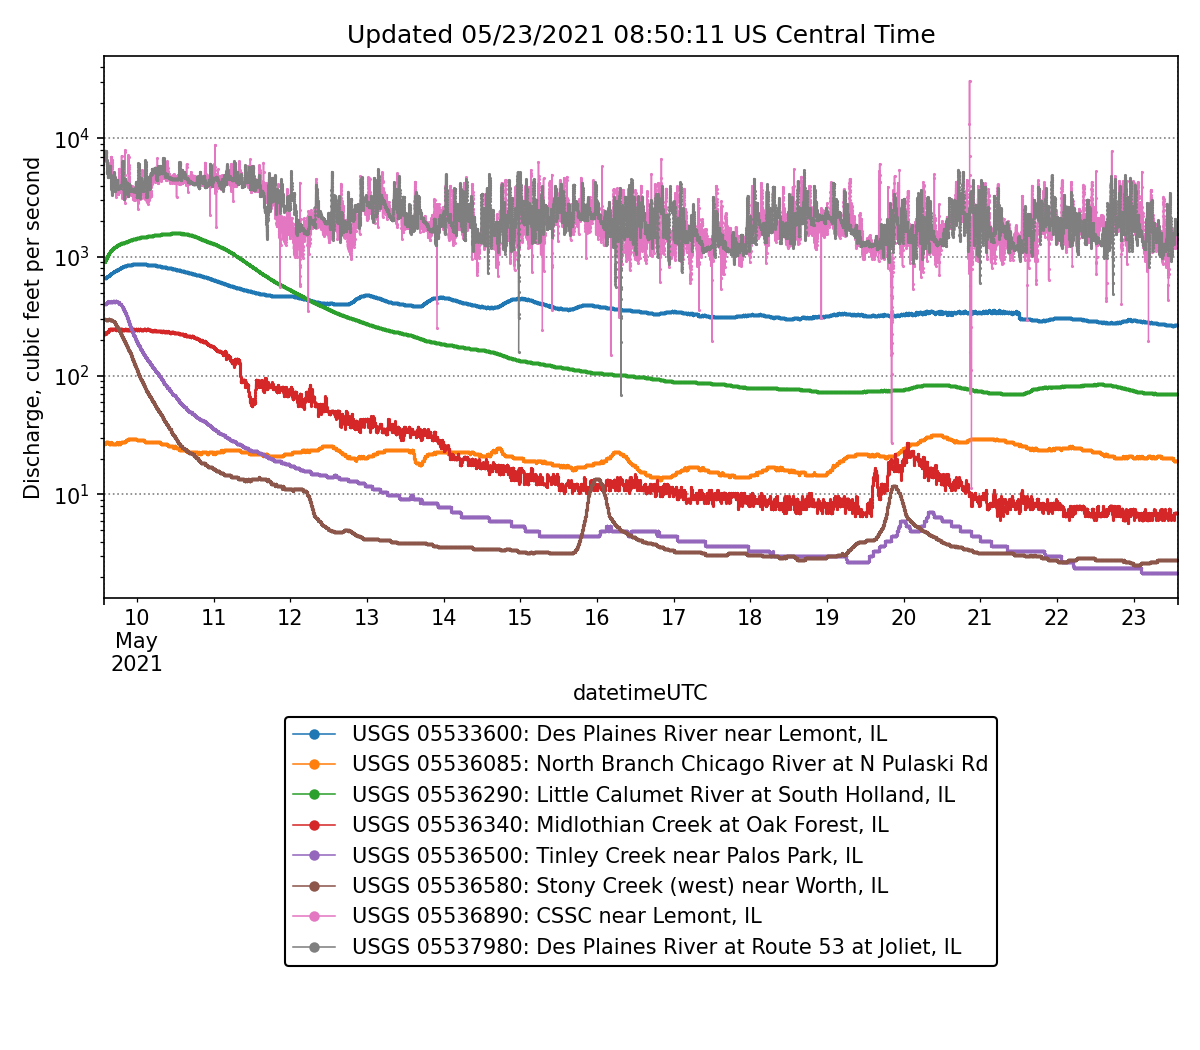 Updated 05/23/2021 08:50:11 US Central Time
Discharge, cubic feet per second
10^4
10^3
10^2
10^1
10 11 12 13 14 15 16 17 18 19 20 21 22 23
May
2021
datetimeUTC
USGS 05533600: Des Plaines River near Lemont, IL
USGS 05536085: North Branch Chicago River at N Pulaski Rd
USGS 05536290: Little Calumet River at South Holland, IL
USGS 05536340: Midlothian Creek at Oak Forest, IL
USGS 05536500: Tinley Creek near Palos Park, IL
USGS 05536580: Stony Creek (west) near Worth, IL
USGS 05536890: CSSC near Lemont, IL
USGS 05537980: Des Plaines River at Route 53 at Joliet, IL